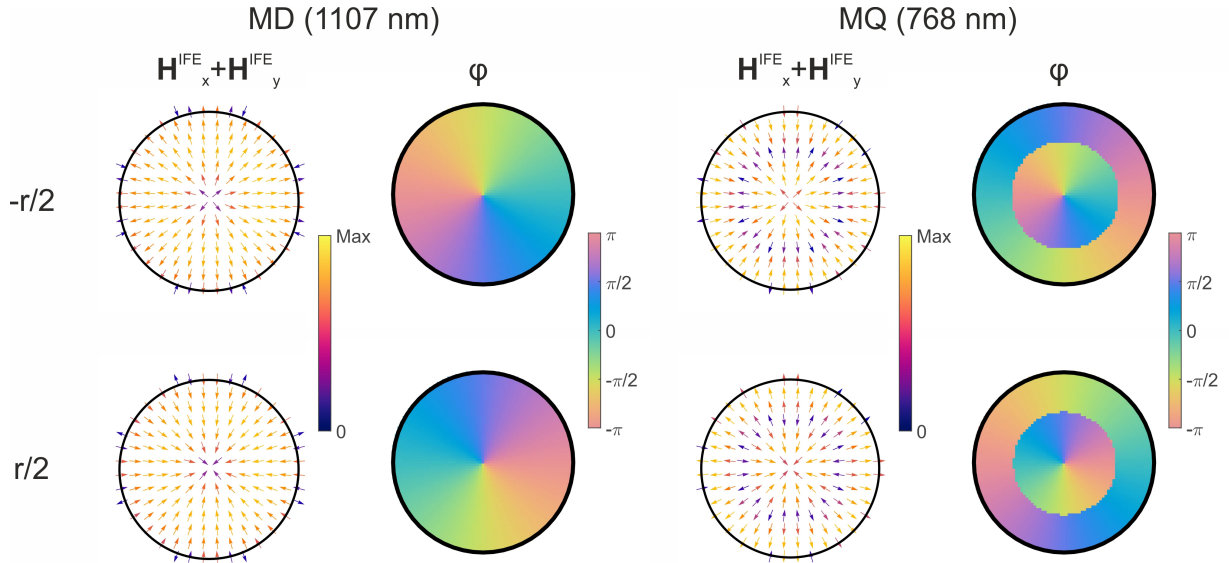 MD (1107 nm)
MQ (768 nm)
H^IFE_x+H^IFE_y
φ
H^IFE_x+H^IFE_y
φ
-r/2
Max
0
π
π/2
0
-π/2
-π
Max
0
π
π/2
0
-π/2
-π
r/2